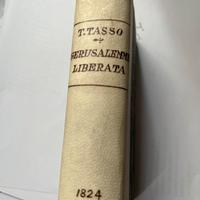 T. TASSO
GERUSALEMME
LIBERATA
1824